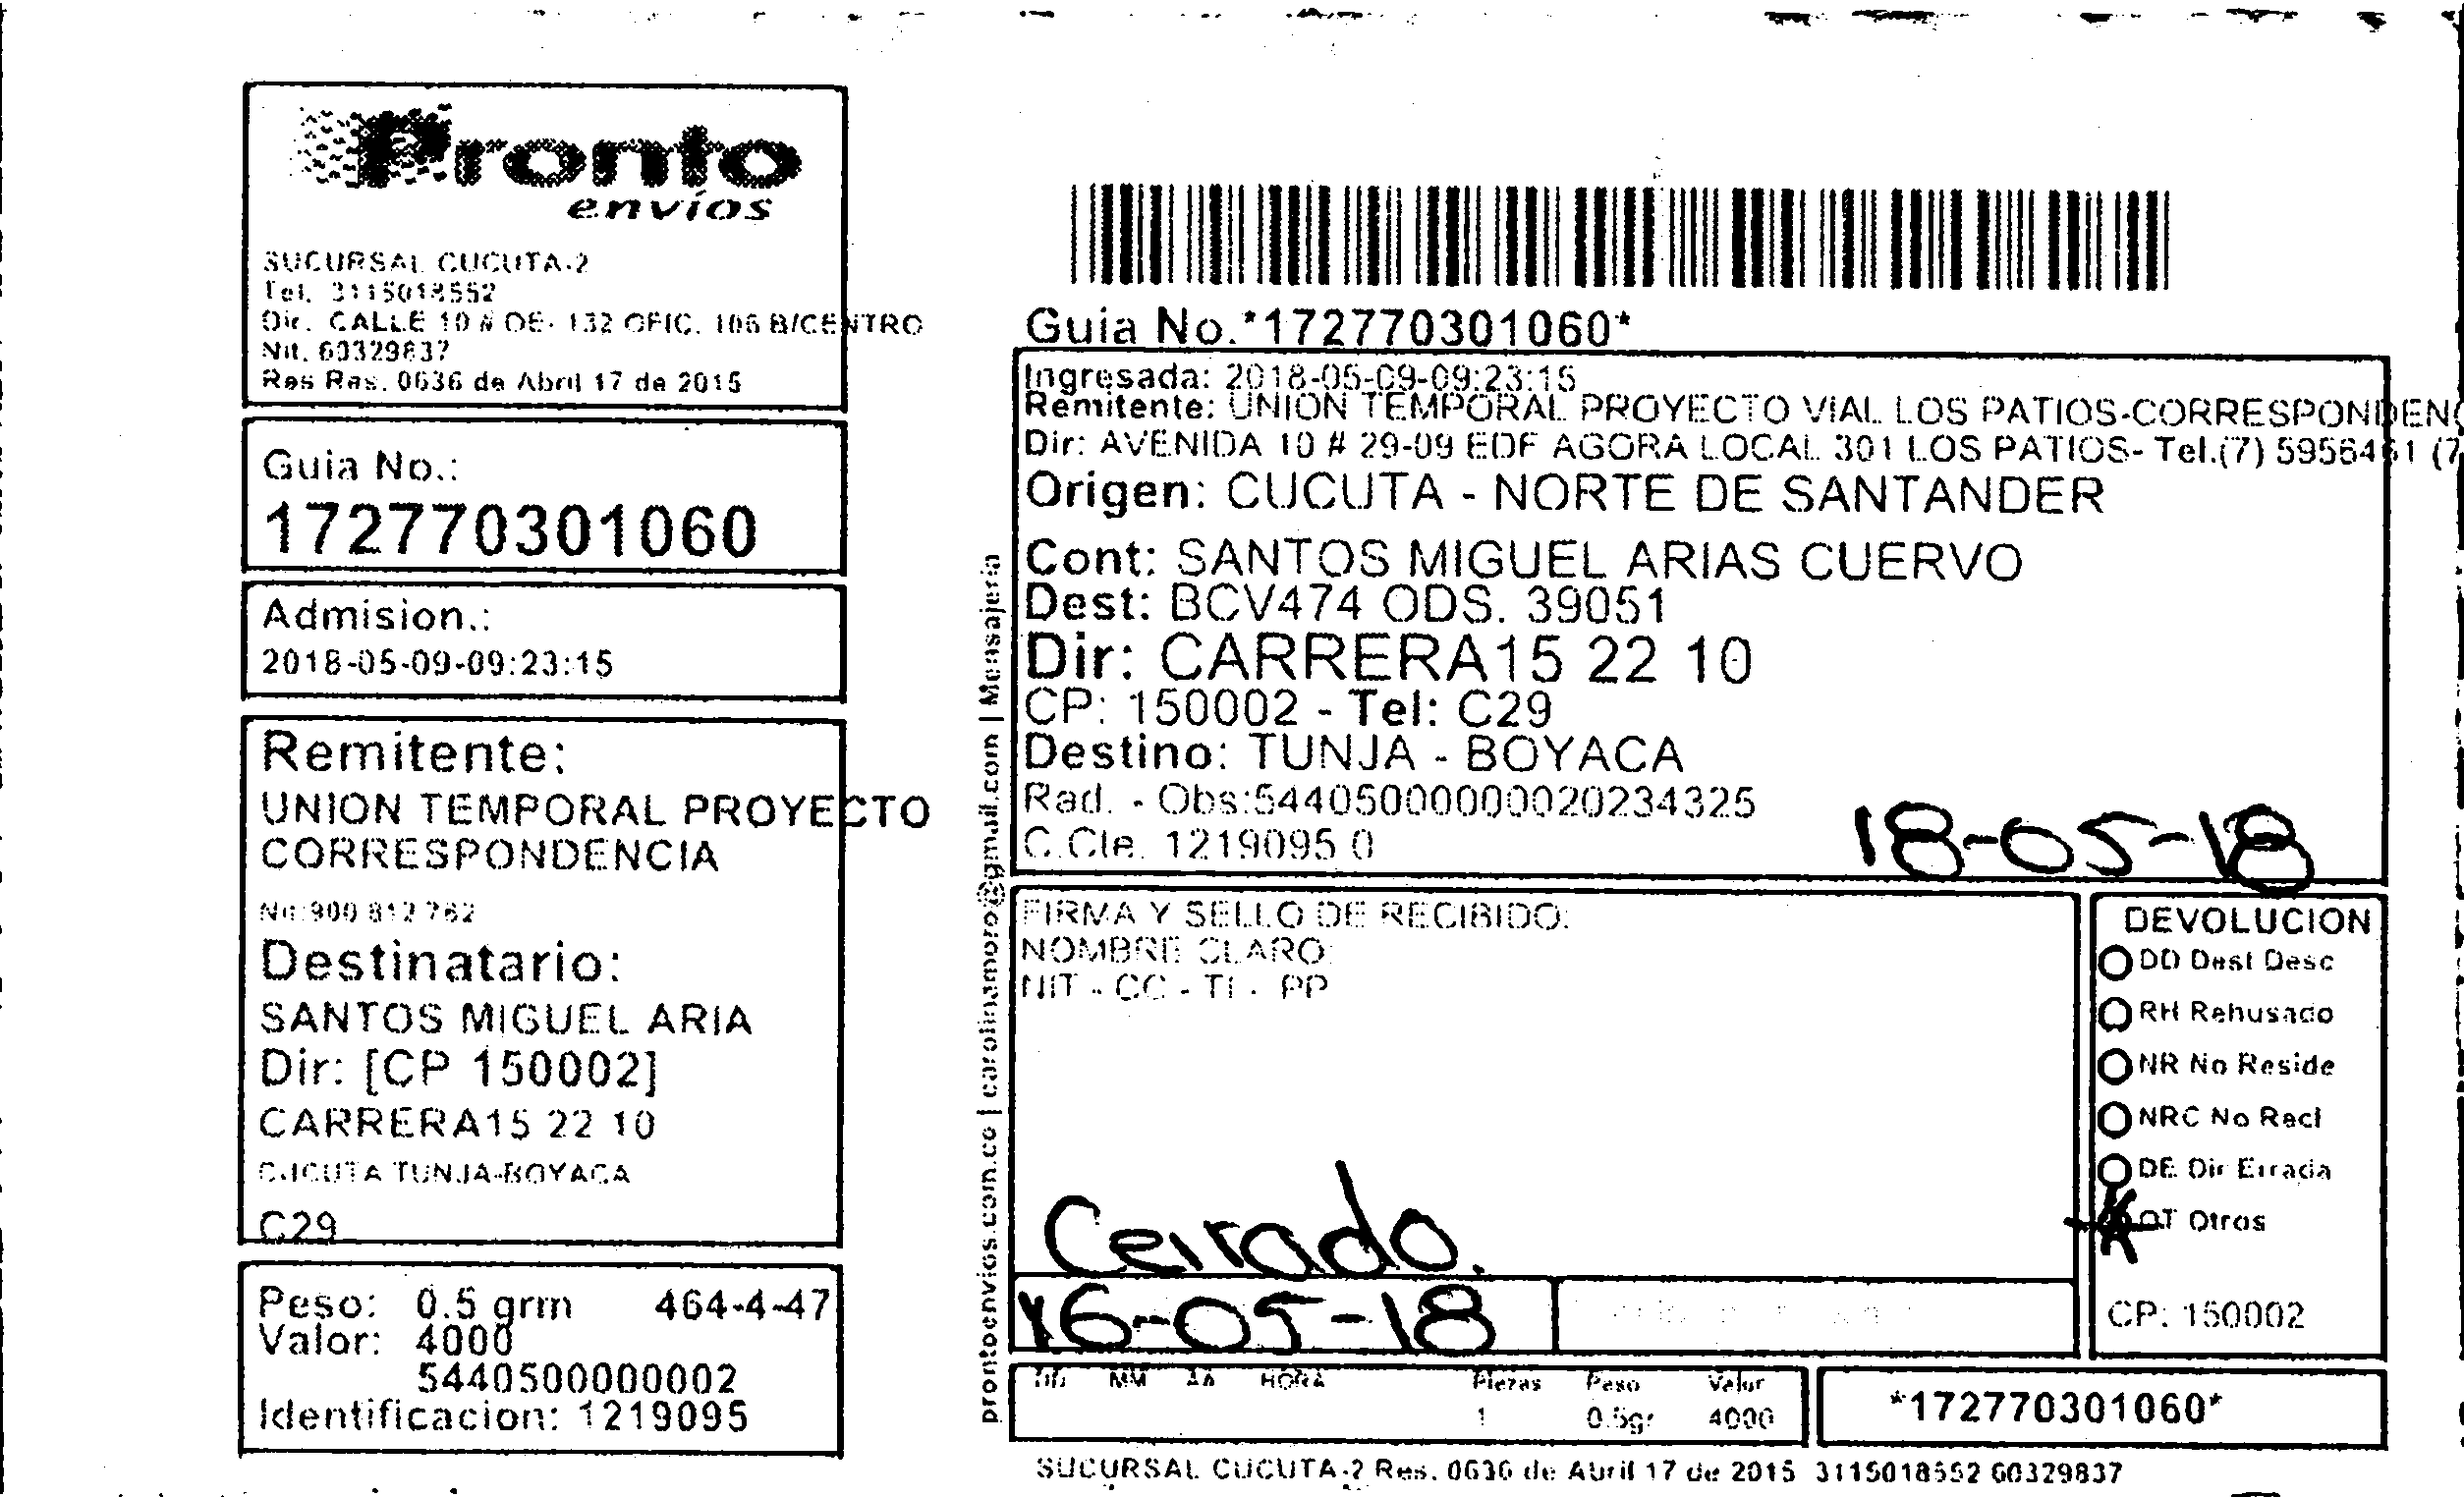 Pronto
envíos
SUCURSAL CUCUTA-2
Tel. 3115018552
Dir. CALLE 10 # OE- 132 OFIC. 106 B/CENTRO
Nit. 60329837
Res Res. 0636 de Abril 17 de 2015
Guia No.:
172770301060
Admision.:
2018-05-09-09:23:15
Remitente:
UNION TEMPORAL PROYECTO
CORRESPONDENCIA
Nit:900 812 762
Destinatario:
SANTOS MIGUEL ARIA
Dir: [CP 150002]
CARRERA15 22 10
CUCUTA TUNJA-BOYACA
C29
Peso: 0.5 grm 464-4-47
Valor: 4000
5440500000002
Identificacion: 1219095
prontoenvios.com.co | carolinamoro@gmail.com | Mensajeria
Guia No.*172770301060*
Ingresada: 2018-05-09-09:23:15
Remitente: UNION TEMPORAL PROYECTO VIAL LOS PATIOS-CORRESPONDENC
Dir: AVENIDA 10 # 29-09 EDF AGORA LOCAL 301 LOS PATIOS- Tel.(7) 5956461 (7
Origen: CUCUTA - NORTE DE SANTANDER
Cont: SANTOS MIGUEL ARIAS CUERVO
Dest: BCV474 ODS. 39051
Dir: CARRERA15 22 10
CP: 150002 - Tel: C29
Destino: TUNJA - BOYACA
Rad. - Obs:54405000000020234325
C.Cte. 1219095 0
18-05-18
FIRMA Y SELLO DE RECIBIDO:
NOMBRE CLARO:
NIT - CC - TI - PP
Cerrado.
16-05-18
DEVOLUCION
DD Dest Desc
RH Rehusado
NR No Reside
NRC No Recl
DE Dir Errada
OT Otros
CP: 150002
DD MM AA HORA Piezas Peso Valor
1 0.5gr 4000
*172770301060*
SUCURSAL CUCUTA-2 Res. 0636 de Abril 17 de 2015 3115018552 60329837